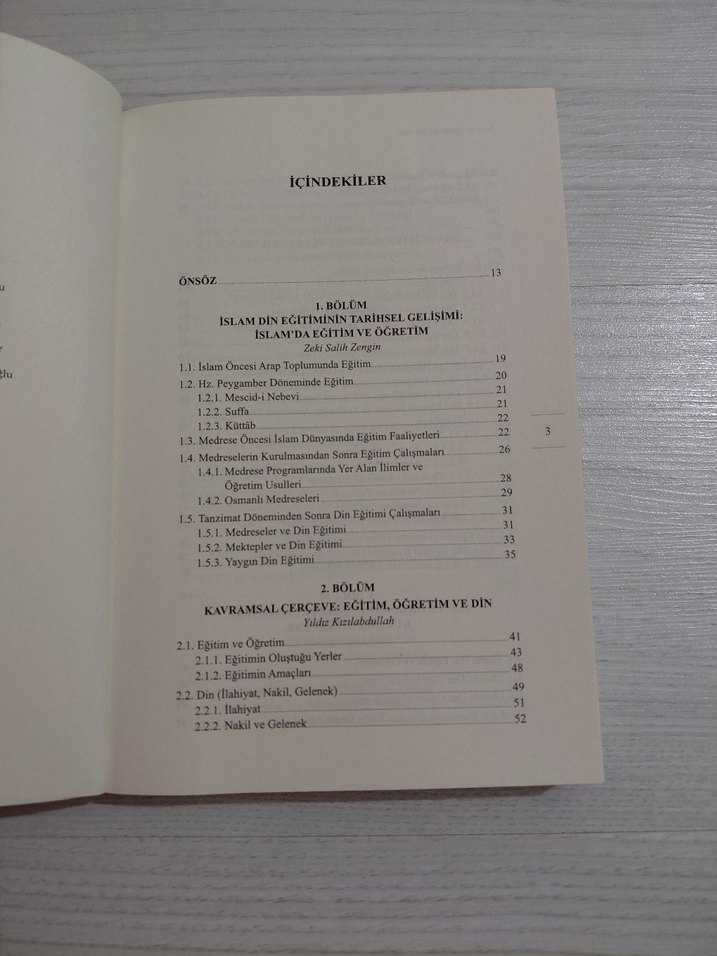 u
r
ğlu
İÇİNDEKİLER
ÖNSÖZ 13
1. BÖLÜM
İSLAM DİN EĞİTİMİNİN TARİHSEL GELİŞİMİ:
İSLAM'DA EĞİTİM VE ÖĞRETİM
Zeki Salih Zengin
1.1. İslam Öncesi Arap Toplumunda Eğitim 19
1.2. Hz. Peygamber Döneminde Eğitim 20
1.2.1. Mescid-i Nebevi 21
1.2.2. Suffa 21
1.2.3. Küttâb 22
1.3. Medrese Öncesi İslam Dünyasında Eğitim Faaliyetleri 22
1.4. Medreselerin Kurulmasından Sonra Eğitim Çalışmaları 26
1.4.1. Medrese Programlarında Yer Alan İlimler ve
Öğretim Usulleri 28
1.4.2. Osmanlı Medreseleri 29
1.5. Tanzimat Döneminden Sonra Din Eğitimi Çalışmaları 31
1.5.1. Medreseler ve Din Eğitimi 31
1.5.2. Mektepler ve Din Eğitimi 33
1.5.3. Yaygın Din Eğitimi 35
2. BÖLÜM
KAVRAMSAL ÇERÇEVE: EĞİTİM, ÖĞRETİM VE DİN
Yıldız Kızılabdullah
2.1. Eğitim ve Öğretim 41
2.1.1. Eğitimin Oluştuğu Yerler 43
2.1.2. Eğitimin Amaçları 48
2.2. Din (İlahiyat, Nakil, Gelenek) 49
2.2.1. İlahiyat 51
2.2.2. Nakil ve Gelenek 52
3